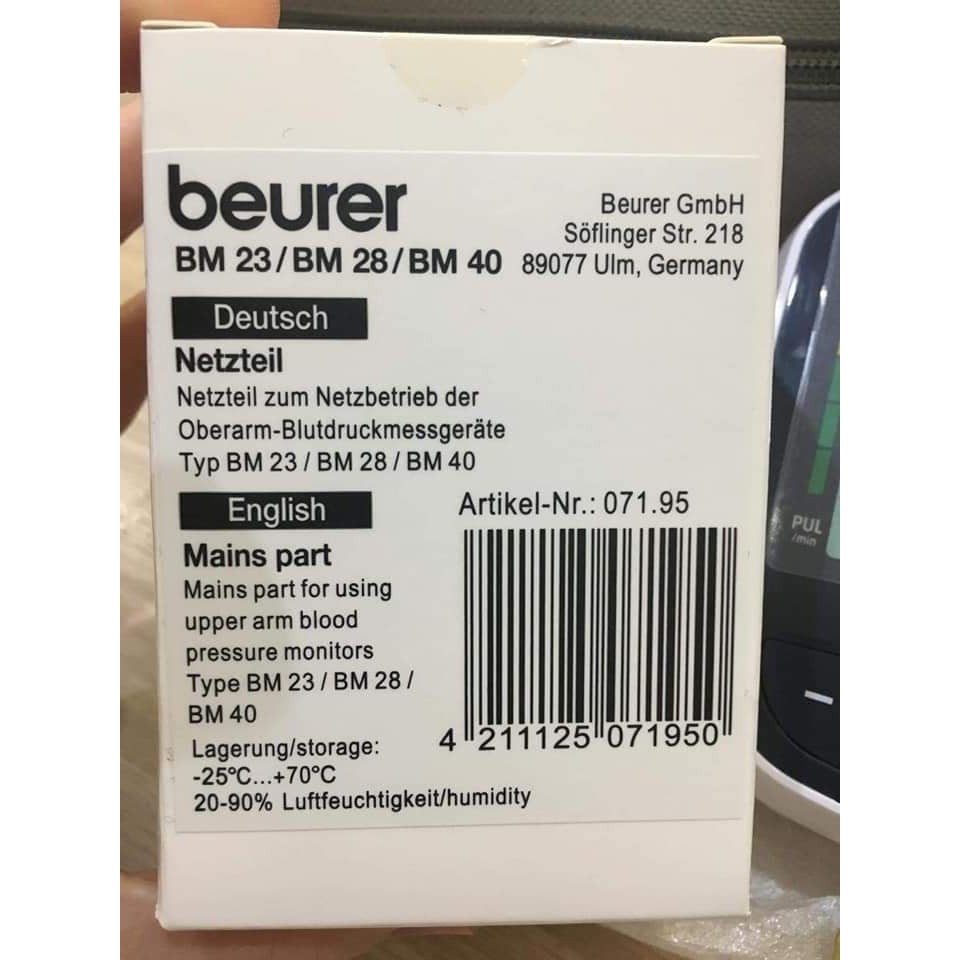 beurer
BM 23/BM 28/BM 40
Beurer GmbH
Söflinger Str. 218
89077 Ulm, Germany
Deutsch
Netzteil
Netzteil zum Netzbetrieb der
Oberarm-Blutdruckmessgeräte
Typ BM 23 / BM 28 / BM 40
English
Mains part
Mains part for using
upper arm blood
pressure monitors
Type BM 23 / BM 28 /
BM 40
Lagerung/storage:
-25°C...+70°C
20-90% Luftfeuchtigkeit/humidity
Artikel-Nr.: 071.95
4 211125 071950
PUL
/min